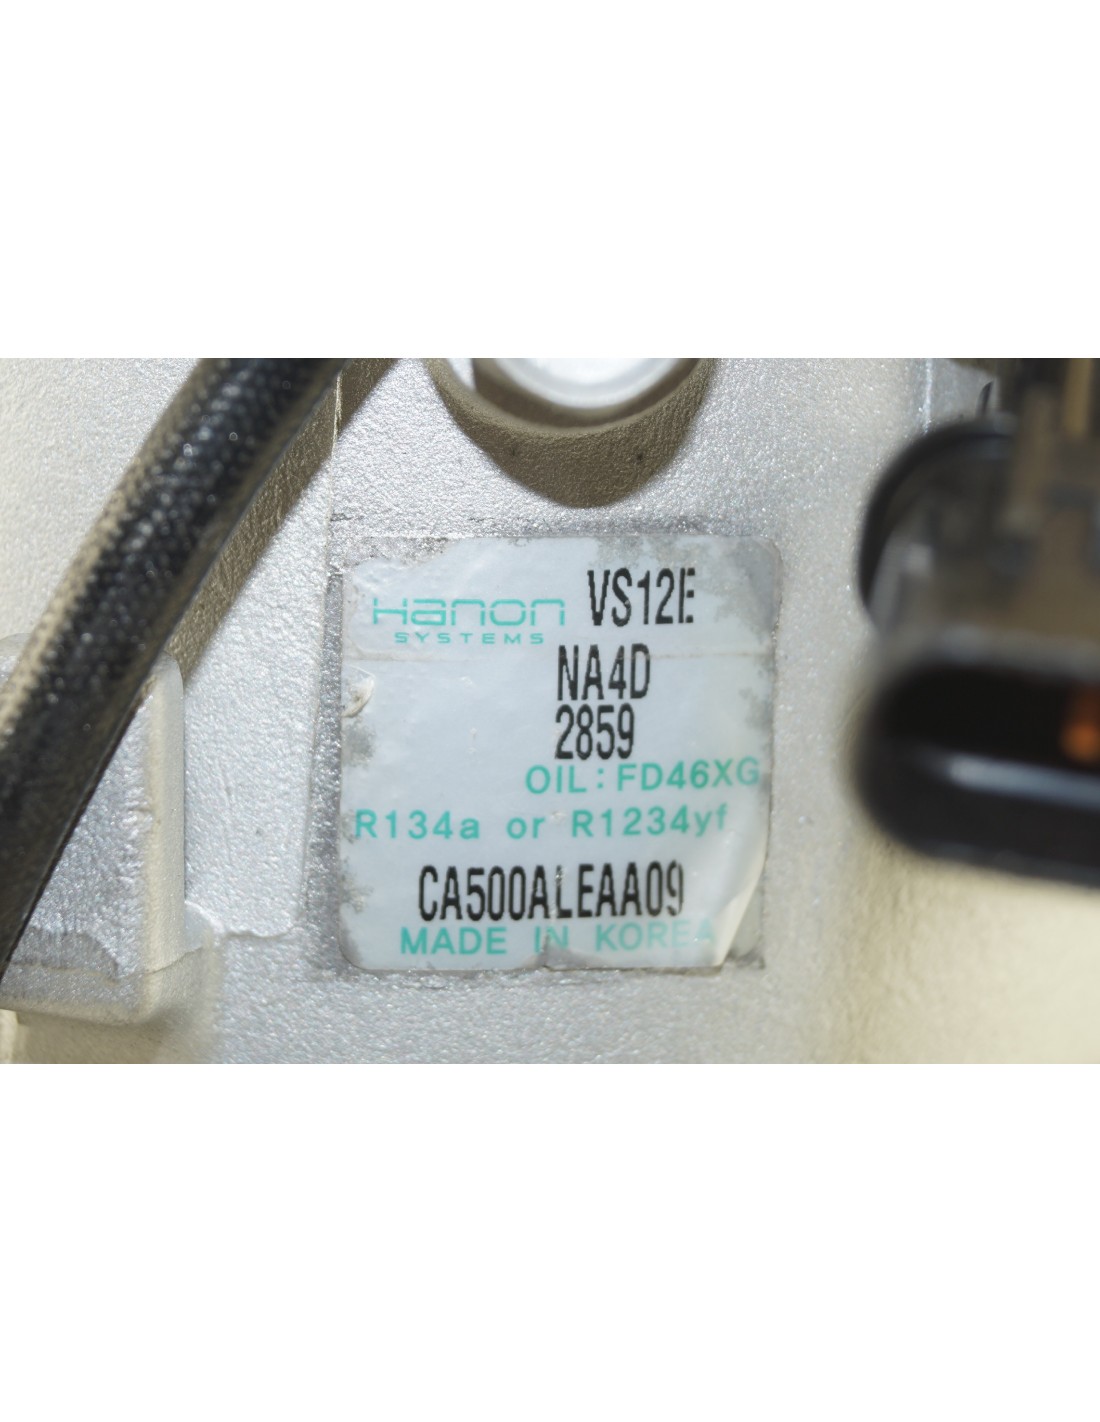 Hanon VS12E
SYSTEMS
NA4D
2859
OIL: FD46XG
R134a or R1234yf
CA500ALEAA09
MADE IN KOREA